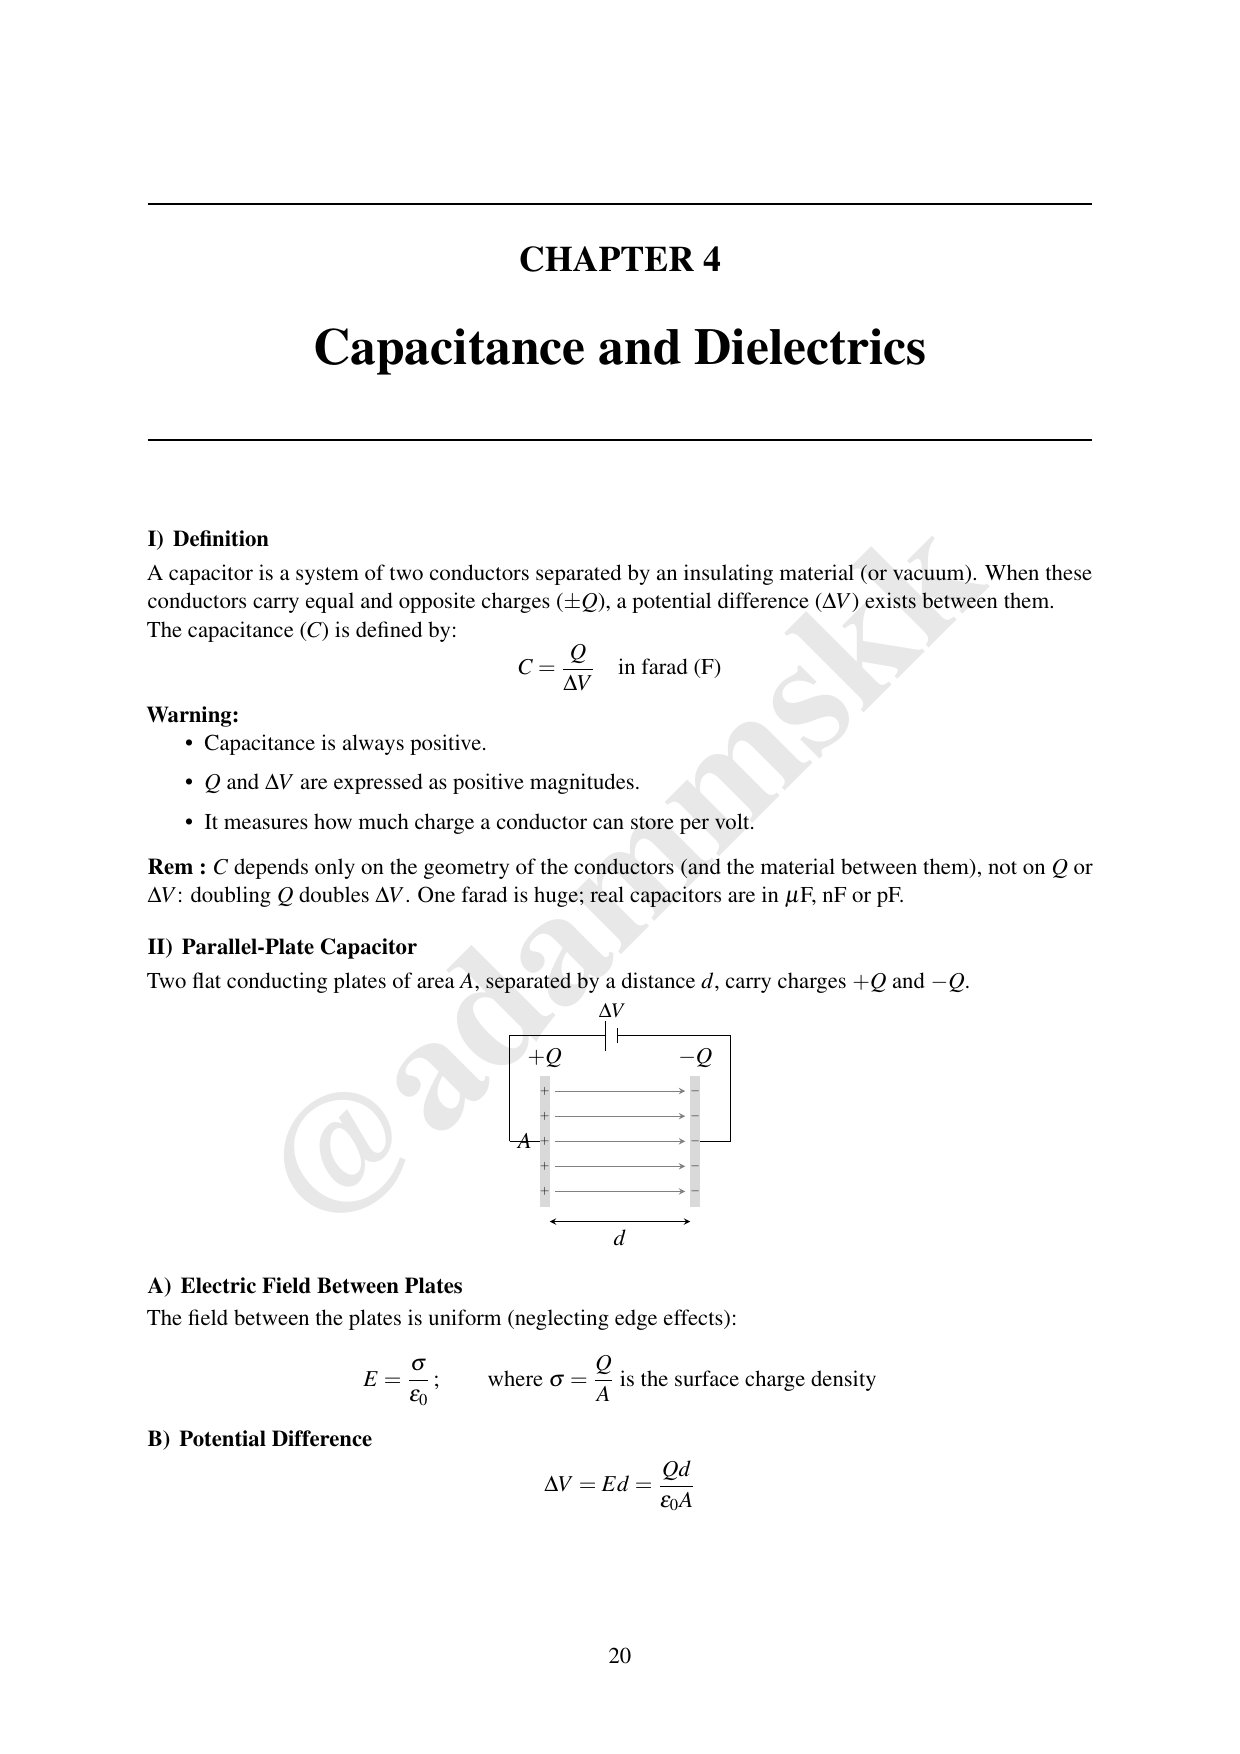 CHAPTER 4
Capacitance and Dielectrics
I) Definition
A capacitor is a system of two conductors separated by an insulating material (or vacuum). When these
conductors carry equal and opposite charges (±Q), a potential difference (ΔV) exists between them.
The capacitance (C) is defined by:
C = Q/ΔV in farad (F)
Warning:
• Capacitance is always positive.
• Q and ΔV are expressed as positive magnitudes.
• It measures how much charge a conductor can store per volt.
Rem : C depends only on the geometry of the conductors (and the material between them), not on Q or
ΔV: doubling Q doubles ΔV. One farad is huge; real capacitors are in μF, nF or pF.
II) Parallel-Plate Capacitor
Two flat conducting plates of area A, separated by a distance d, carry charges +Q and −Q.
ΔV
+Q −Q
+ −
+ −
A + −
+ −
+ −
d
A) Electric Field Between Plates
The field between the plates is uniform (neglecting edge effects):
E = σ/ε₀ ; where σ = Q/A is the surface charge density
B) Potential Difference
ΔV = Ed = Qd/ε₀A
20
@adammskk